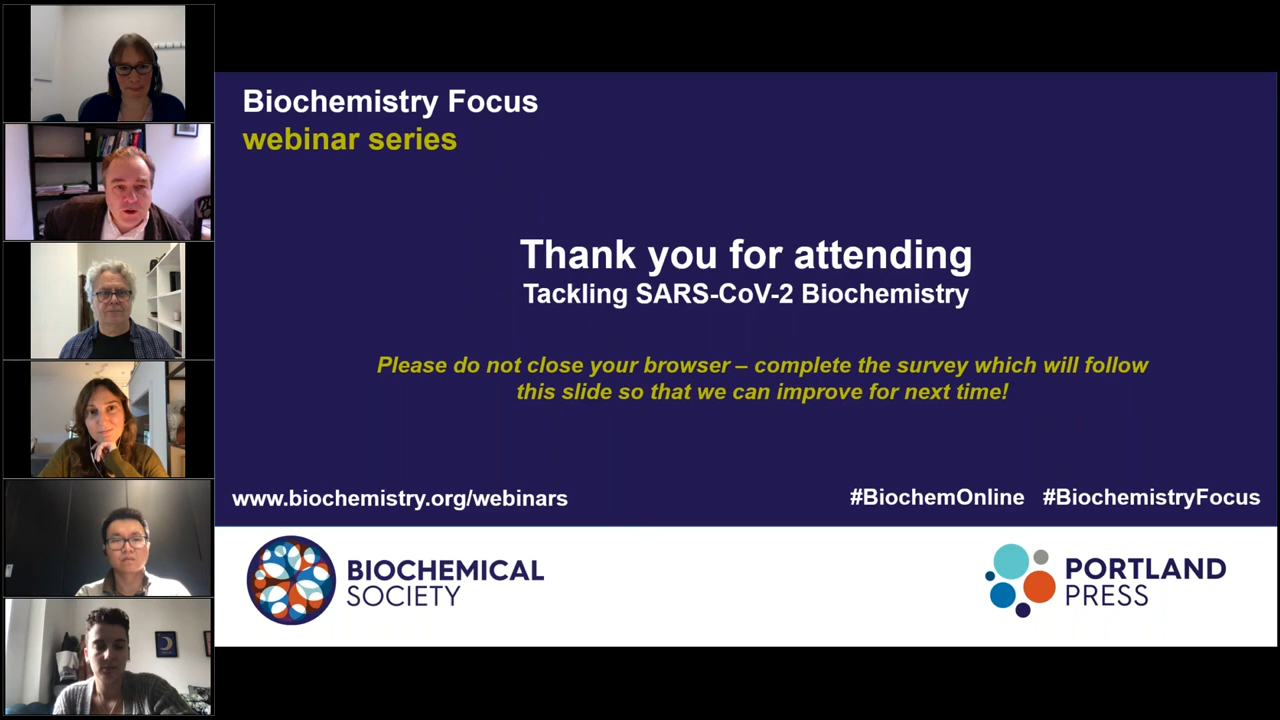 Biochemistry Focus
webinar series
Thank you for attending
Tackling SARS-CoV-2 Biochemistry
Please do not close your browser – complete the survey which will follow
this slide so that we can improve for next time!
www.biochemistry.org/webinars
#BiochemOnline #BiochemistryFocus
BIOCHEMICAL
SOCIETY
PORTLAND
PRESS